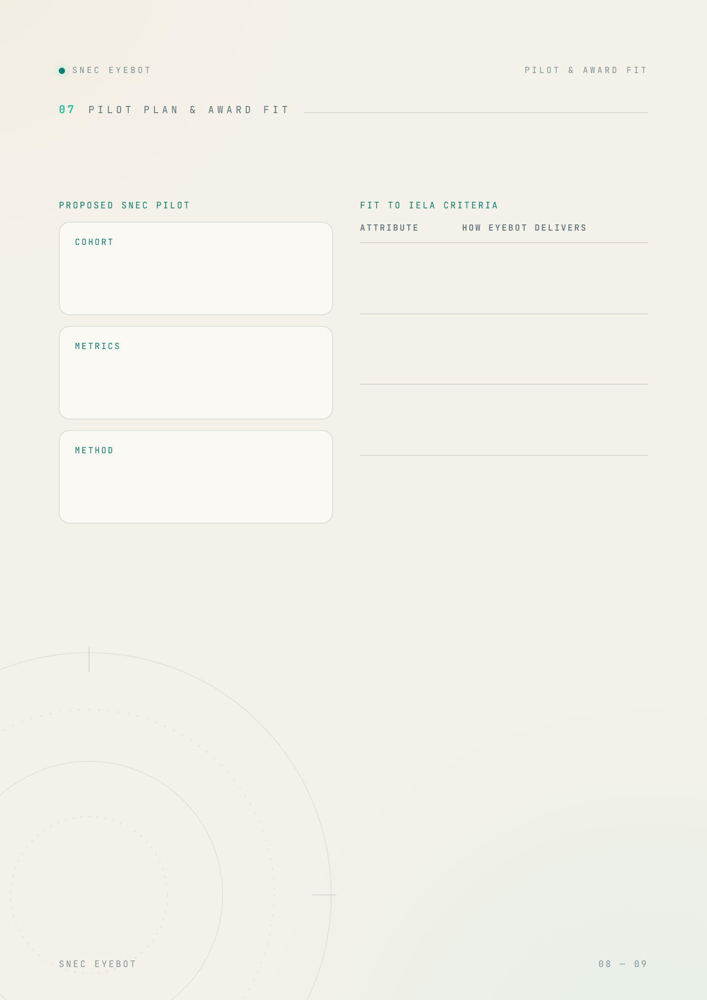 SNEC EYEBOT
PILOT & AWARD FIT
07 PILOT PLAN & AWARD FIT
PROPOSED SNEC PILOT
COHORT
METRICS
METHOD
FIT TO IELA CRITERIA
ATTRIBUTE HOW EYEBOT DELIVERS
SNEC EYEBOT
08 — 09